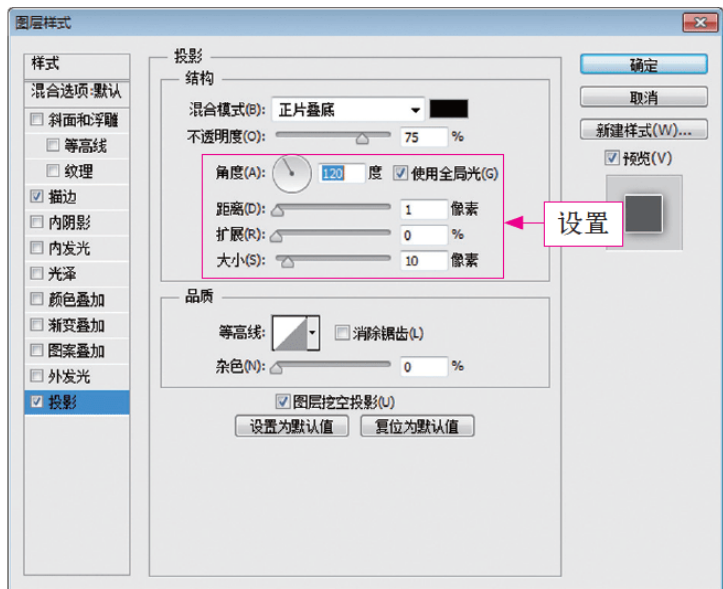 图层样式
样式
混合选项:默认
斜面和浮雕
等高线
纹理
描边
内阴影
内发光
光泽
颜色叠加
渐变叠加
图案叠加
外发光
投影
投影
结构
混合模式(B): 正片叠底
不透明度(O): 75 %
角度(A): 120 度 使用全局光(G)
距离(D): 1 像素
扩展(R): 0 %
大小(S): 10 像素
设置
品质
等高线: 消除锯齿(L)
杂色(N): 0 %
图层挖空投影(U)
设置为默认值 复位为默认值
确定
取消
新建样式(W)...
预览(V)